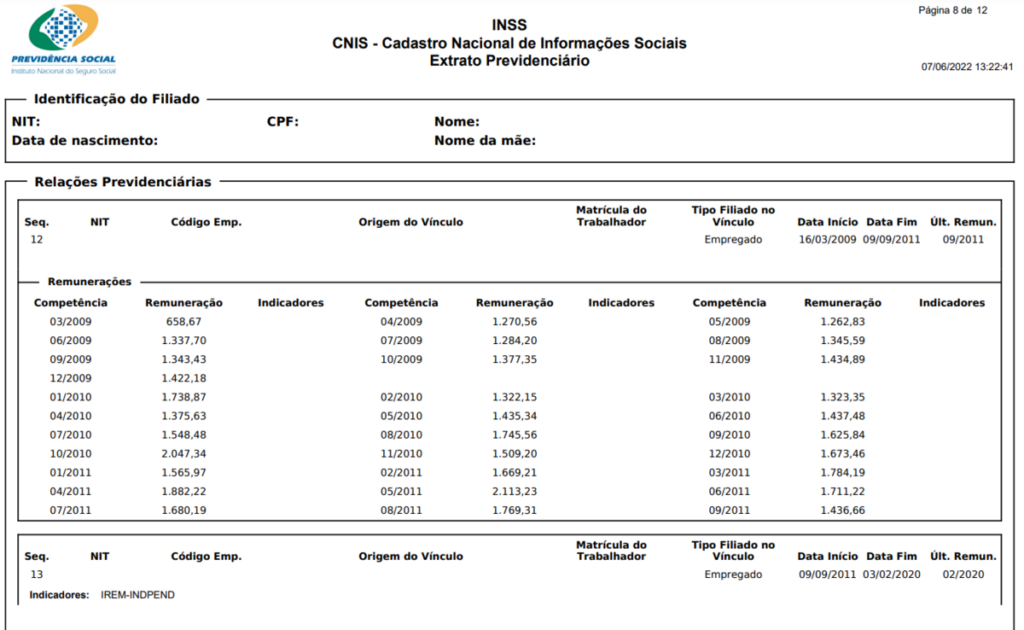 Página 8 de 12
INSS
CNIS - Cadastro Nacional de Informações Sociais
Extrato Previdenciário
07/06/2022 13:22:41
PREVIDÊNCIA SOCIAL
Instituto Nacional do Seguro Social
Identificação do Filiado
NIT: CPF: Nome:
Data de nascimento: Nome da mãe:
Relações Previdenciárias
Seq. NIT Código Emp. Origem do Vínculo Matrícula do Trabalhador Tipo Filiado no Vínculo Data Início Data Fim Últ. Remun.
12 Empregado 16/03/2009 09/09/2011 09/2011
Remunerações
Competência Remuneração Indicadores Competência Remuneração Indicadores Competência Remuneração Indicadores
03/2009 658,67 04/2009 1.270,56 05/2009 1.262,83
06/2009 1.337,70 07/2009 1.284,20 08/2009 1.345,59
09/2009 1.343,43 10/2009 1.377,35 11/2009 1.434,89
12/2009 1.422,18
01/2010 1.738,87 02/2010 1.322,15 03/2010 1.323,35
04/2010 1.375,63 05/2010 1.435,34 06/2010 1.437,48
07/2010 1.548,48 08/2010 1.745,56 09/2010 1.625,84
10/2010 2.047,34 11/2010 1.509,20 12/2010 1.673,46
01/2011 1.565,97 02/2011 1.669,21 03/2011 1.784,19
04/2011 1.882,22 05/2011 2.113,23 06/2011 1.711,22
07/2011 1.680,19 08/2011 1.769,31 09/2011 1.436,66
Seq. NIT Código Emp. Origem do Vínculo Matrícula do Trabalhador Tipo Filiado no Vínculo Data Início Data Fim Últ. Remun.
13 Empregado 09/09/2011 03/02/2020 02/2020
Indicadores: IREM-INDPEND